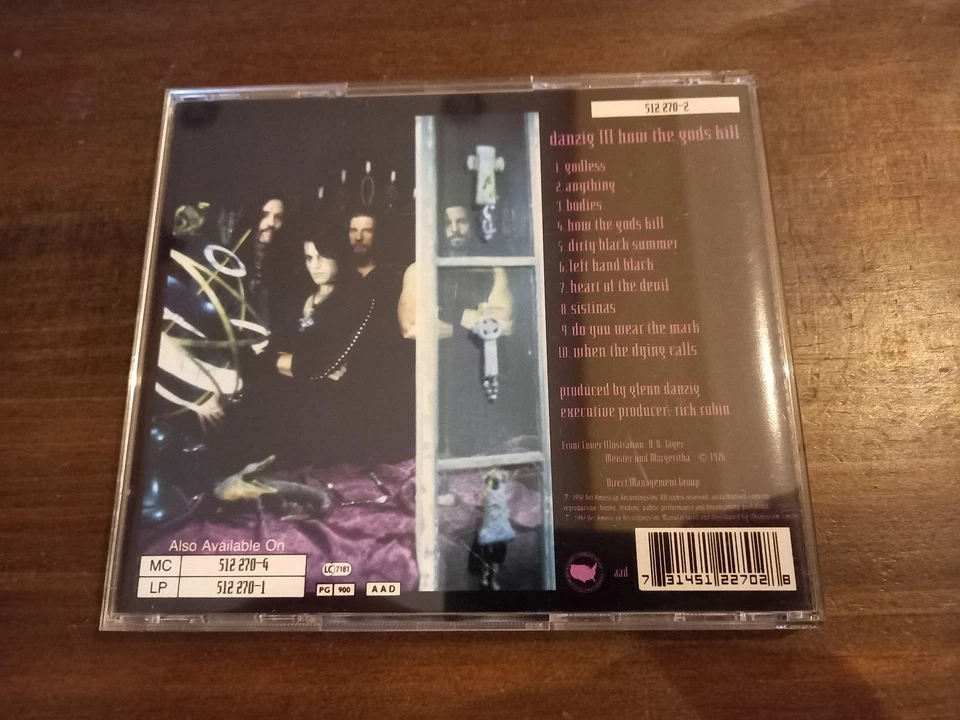 512 270-2
danzig III how the gods kill
1. godless
2. anything
3. bodies
4. how the gods kill
5. dirty black summer
6. left hand black
7. heart of the devil
8. sistinas
9. do you wear the mark
10. when the dying calls
produced by glenn danzig
executive producer: rick rubin
Front Cover Illustration H.R. Giger
Meister und Margeritha © 1976
Direct Management Group
Also Available On
MC 512 270-4
LP 512 270-1
LC 7181
PG 900
AAD
aad
7 31451 22702 8